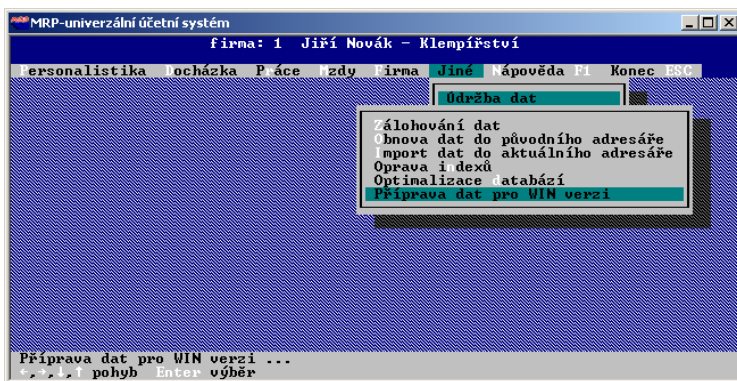 MRP-univerzální účetní systém
firma: 1 Jiří Novák - Klempířství
Personalistika Docházka Práce Mzdy Firma Jiné Nápověda F1 Konec ESC
Údržba dat
Zálohování dat
Obnova dat do původního adresáře
Import dat do aktuálního adresáře
Oprava indexů
Optimalizace databází
Příprava dat pro WIN verzi
Příprava dat pro WIN verzi ...
←,→,↓,↑ pohyb Enter výběr